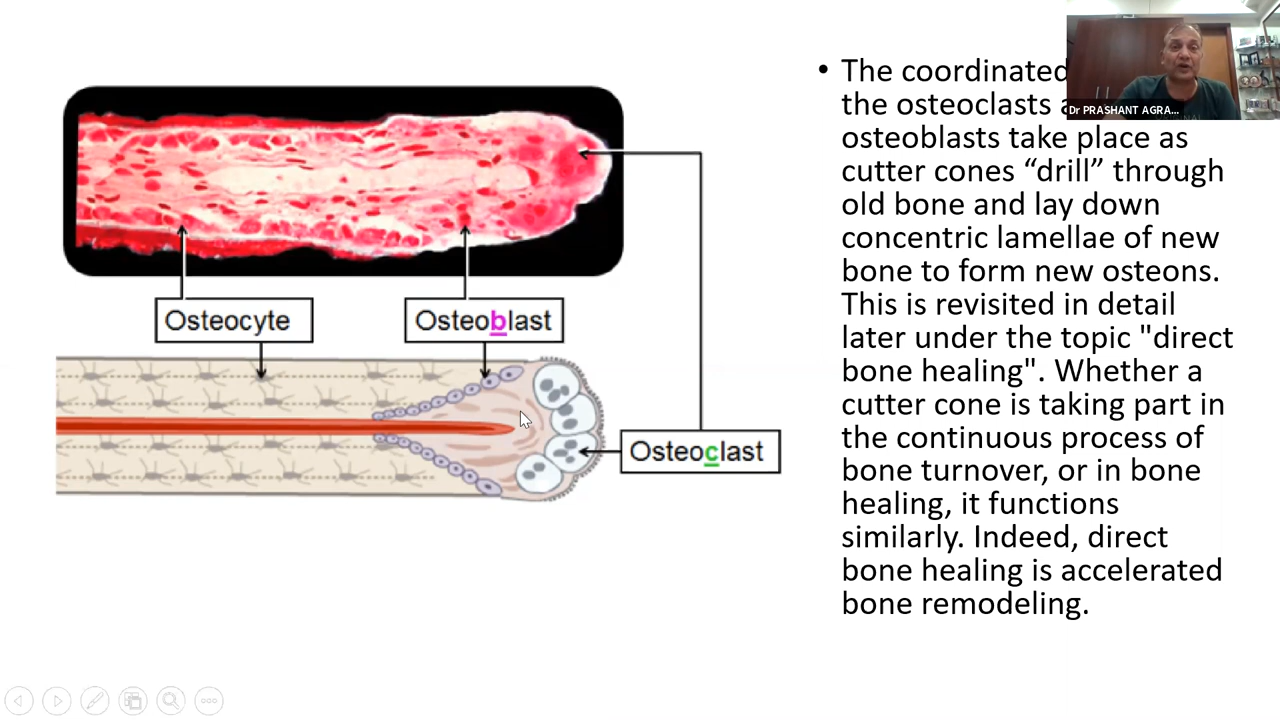 • The coordinated
the osteoclasts a
osteoblasts take place as
cutter cones “drill” through
old bone and lay down
concentric lamellae of new
bone to form new osteons.
This is revisited in detail
later under the topic "direct
bone healing". Whether a
cutter cone is taking part in
the continuous process of
bone turnover, or in bone
healing, it functions
similarly. Indeed, direct
bone healing is accelerated
bone remodeling.
Osteocyte
Osteoblast
Osteoclast
Dr PRASHANT AGRA...